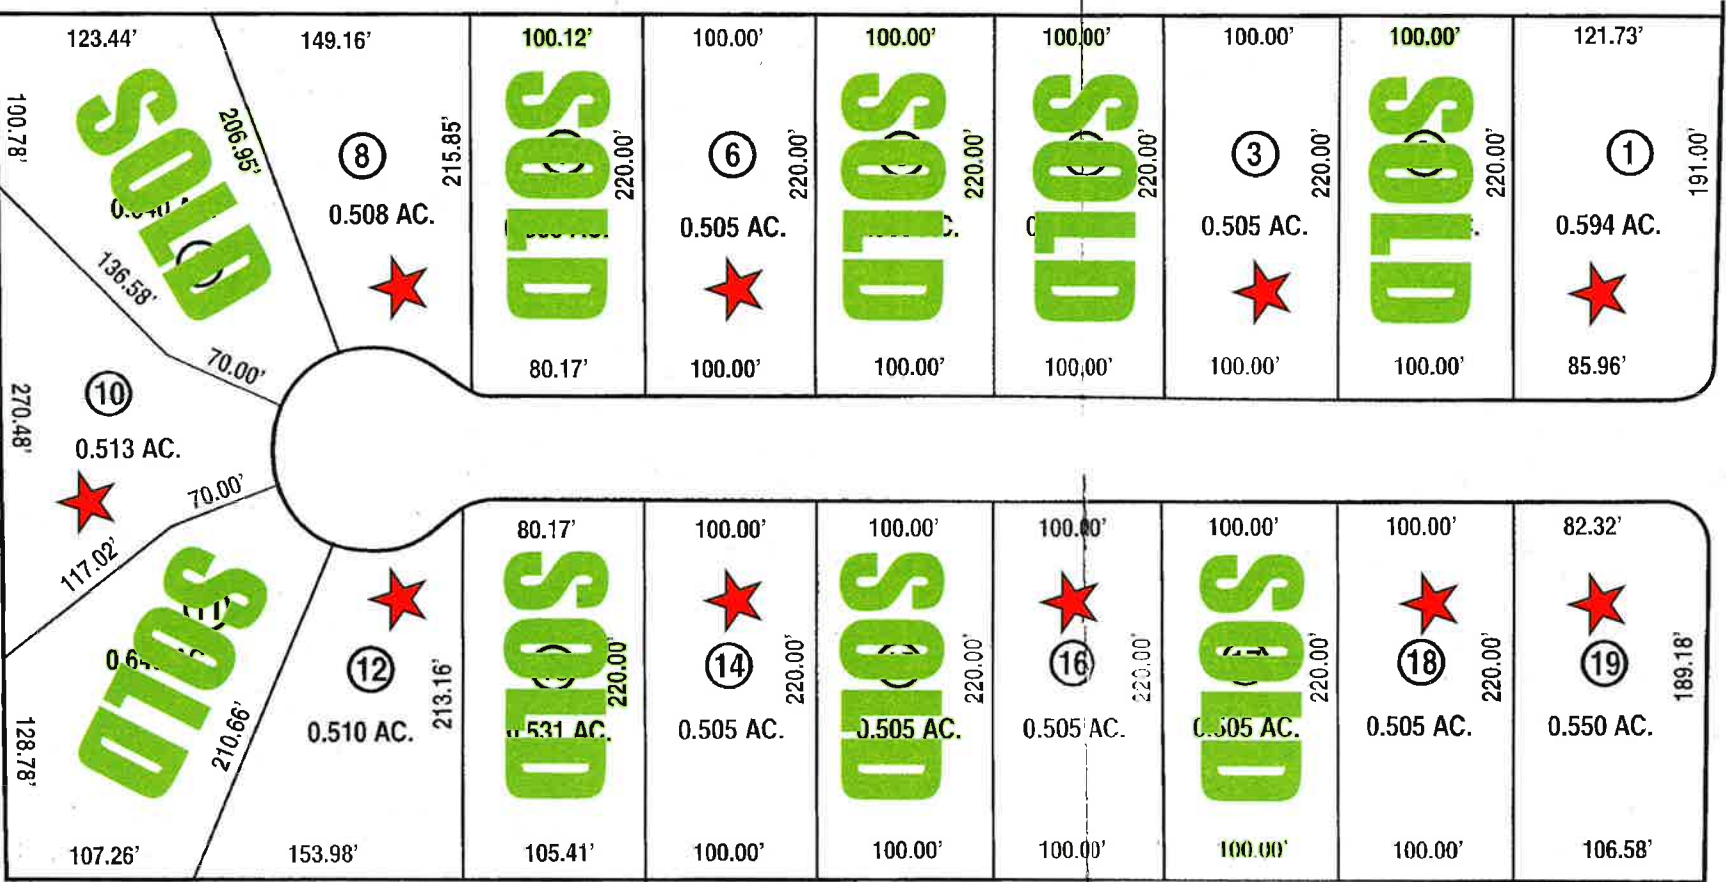 123.44' 149.16' 100.12' 100.00' 100.00' 100.00' 100.00' 100.00' 121.73'
100.78' 206.95' 215.85' 220.00' 220.00' 220.00' 220.00' 220.00' 220.00' 191.00'
SOLD 8 SOLD 6 SOLD SOLD 3 SOLD 1
0.508 AC. 0.505 AC. 0.505 AC. 0.594 AC.
136.58'
70.00' 80.17' 100.00' 100.00' 100.00' 100.00' 100.00' 85.96'
10
270.48'
0.513 AC.
70.00'
117.02'
80.17' 100.00' 100.00' 100.00' 100.00' 100.00' 82.32'
SOLD SOLD SOLD SOLD
11 12 14 16 18 19
213.16' 220.00' 220.00' 220.00' 220.00' 220.00' 220.00' 189.18'
128.78' 210.66' 0.510 AC. 0.531 AC. 0.505 AC. 0.505 AC. 0.505 AC. 0.505 AC. 0.505 AC. 0.550 AC.
107.26' 153.98' 105.41' 100.00' 100.00' 100.00' 100.00' 100.00' 106.58'